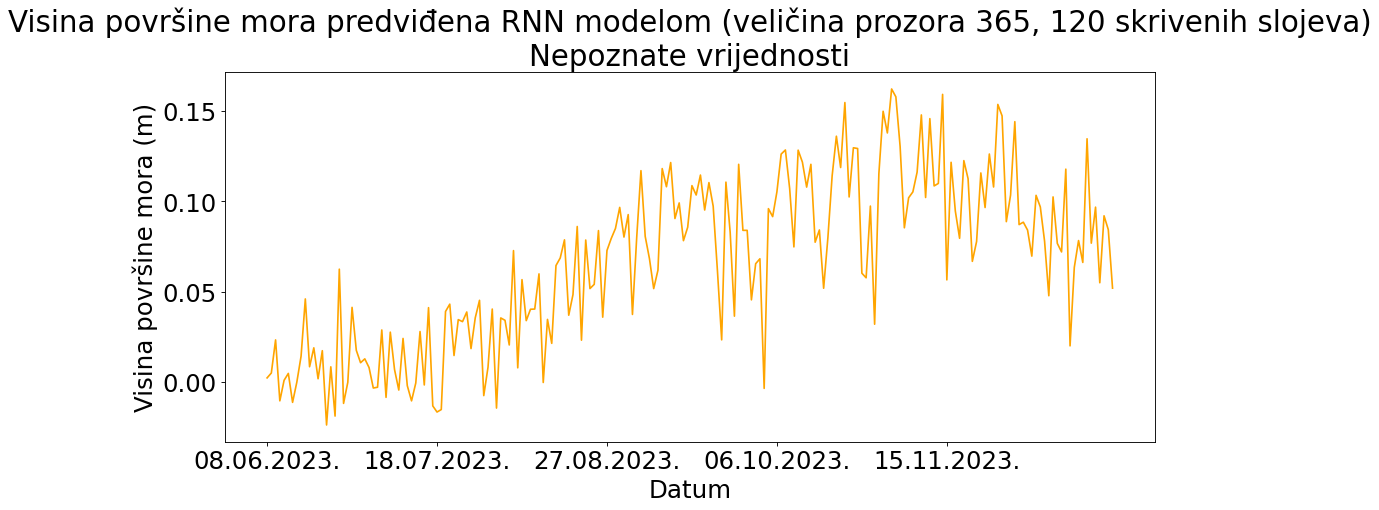 Visina površine mora predviđena RNN modelom (veličina prozora 365, 120 skrivenih slojeva)
Nepoznate vrijednosti
Visina površine mora (m)
0.15
0.10
0.05
0.00
08.06.2023. 18.07.2023. 27.08.2023. 06.10.2023. 15.11.2023.
Datum